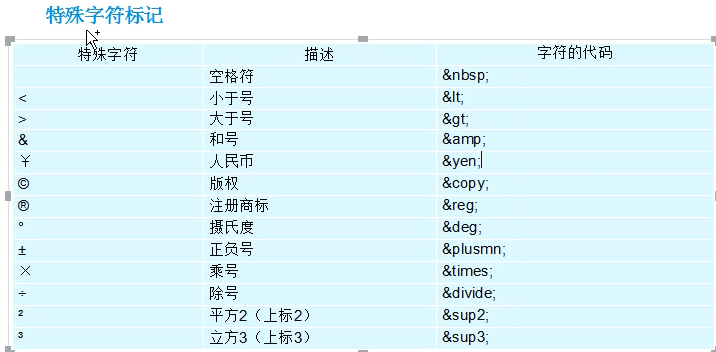 特殊字符标记
特殊字符 描述 字符的代码
空格符 &nbsp;
< 小于号 &lt;
> 大于号 &gt;
& 和号 &amp;
￥ 人民币 &yen;
© 版权 &copy;
® 注册商标 &reg;
° 摄氏度 &deg;
± 正负号 &plusmn;
× 乘号 &times;
÷ 除号 &divide;
² 平方2（上标2） &sup2;
³ 立方3（上标3） &sup3;